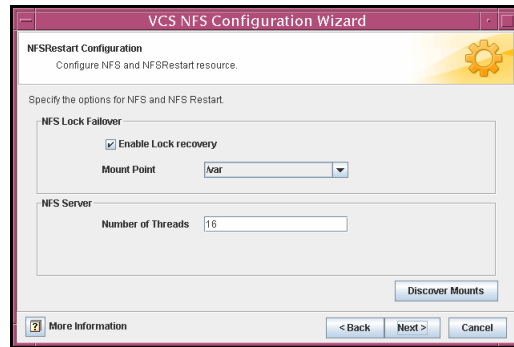 VCS NFS Configuration Wizard
NFSRestart Configuration
Configure NFS and NFSRestart resource.
Specify the options for NFS and NFS Restart.
NFS Lock Failover
Enable Lock recovery
Mount Point /var
NFS Server
Number of Threads 16
Discover Mounts
More Information < Back Next > Cancel